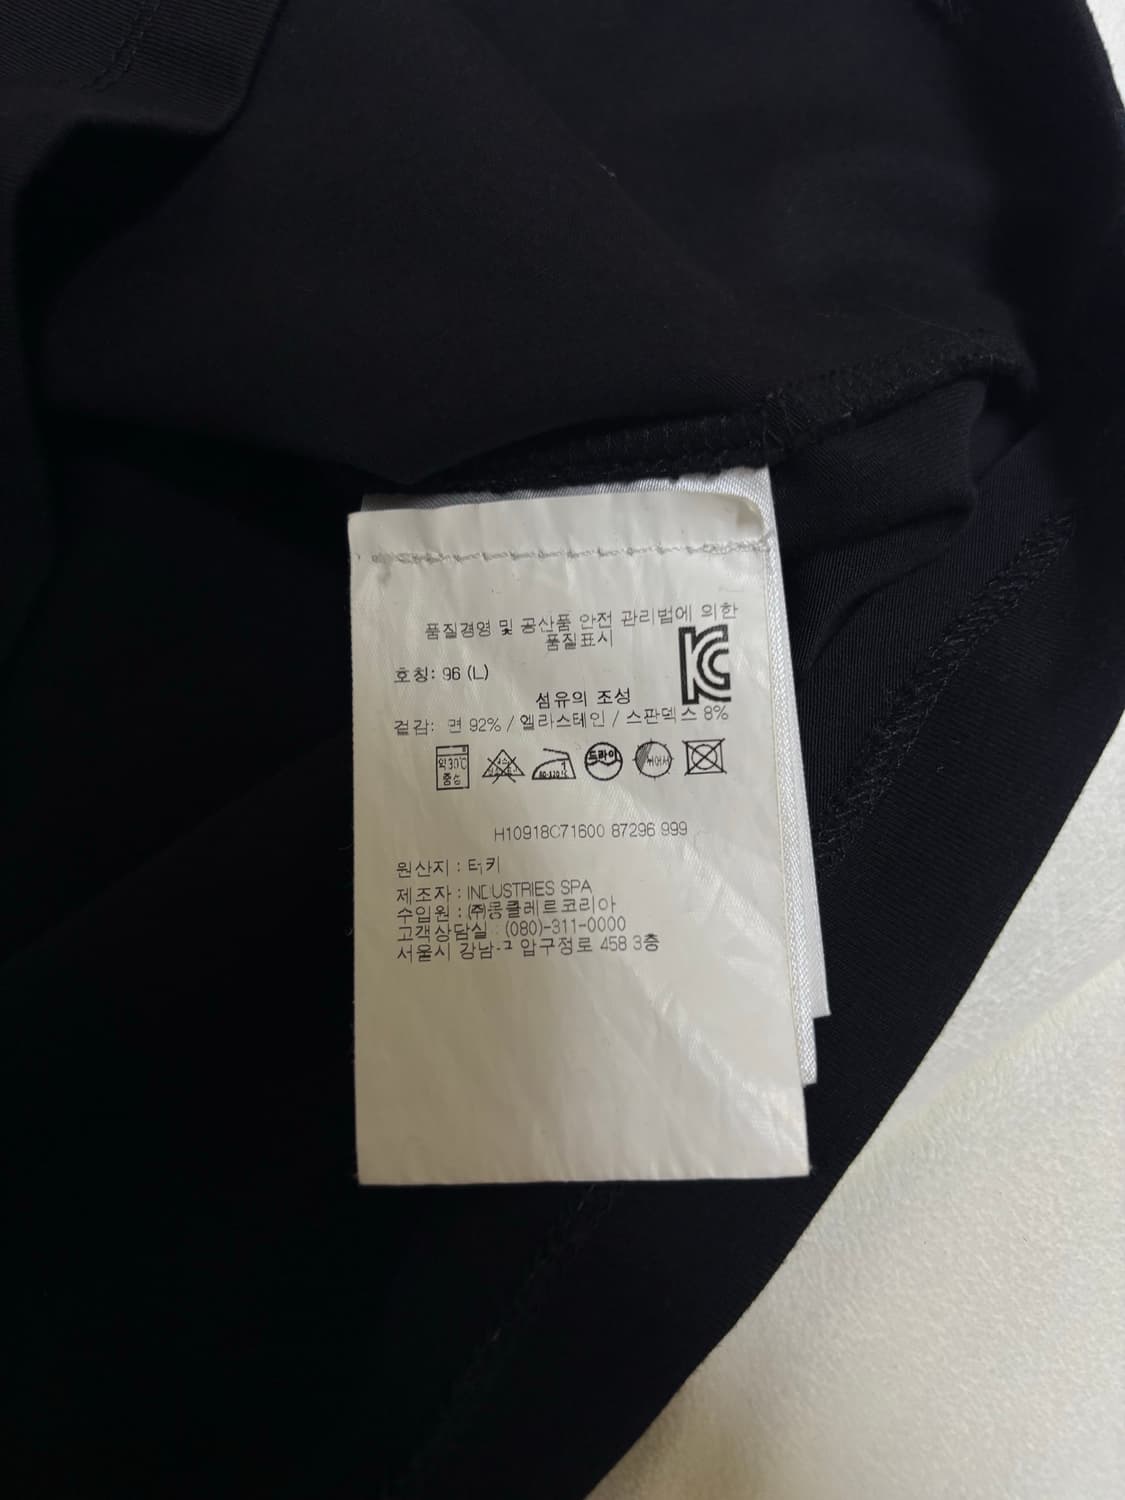 품질경영 및 공산품 안전 관리법에 의한
품질표시
호칭: 96 (L)
섬유의 조성
겉감: 면 92% / 엘라스테인 / 스판덱스 8%
약30℃
중성
드라이
H10918C71600 87296 999
원산지 : 터키
제조자 : INDUSTRIES SPA
수입원 : (주)몽클레르코리아
고객상담실 : (080)-311-0000
서울시 강남구 압구정로 458 3층